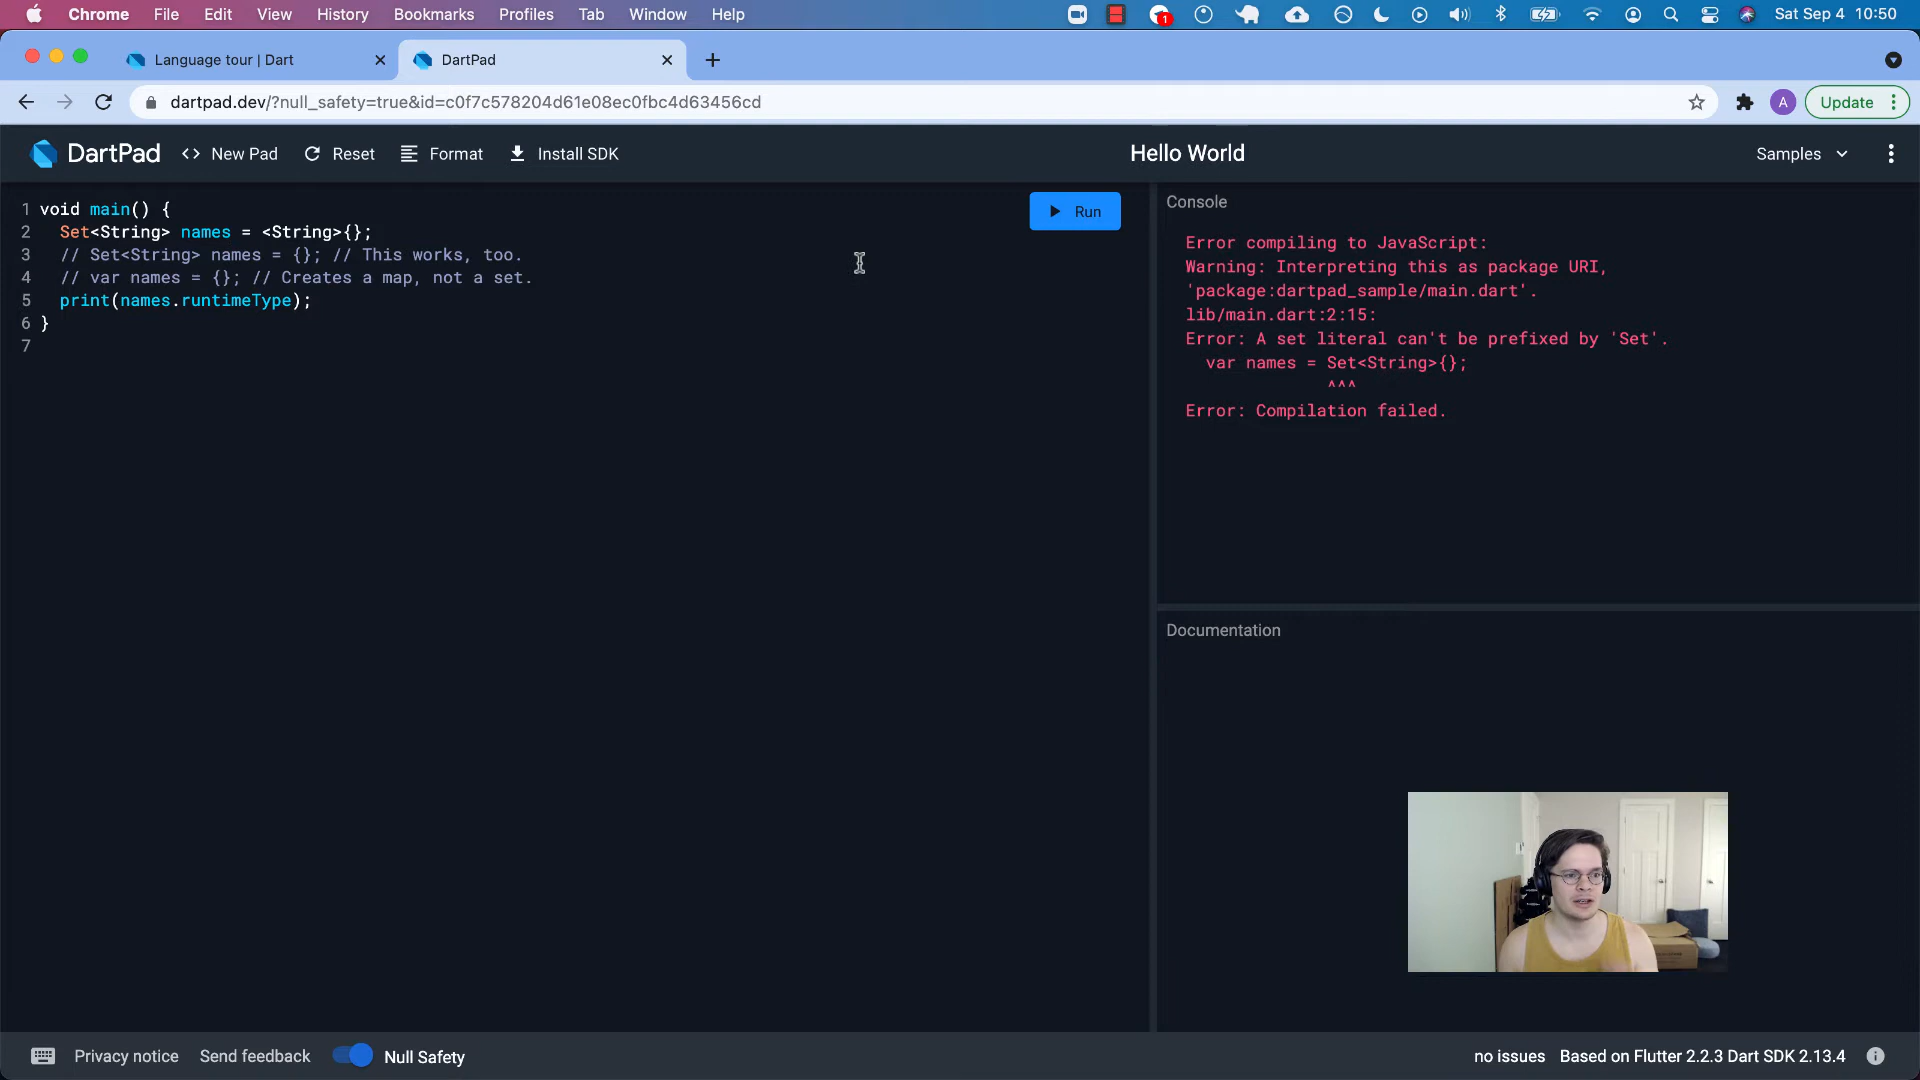 Chrome File Edit View History Bookmarks Profiles Tab Window Help 1 Sat Sep 4 10:50
Language tour | Dart DartPad
dartpad.dev/?null_safety=true&id=c0f7c578204d61e08ec0fbc4d63456cd A Update
DartPad New Pad Reset Format Install SDK Hello World Samples
1 void main() {
2 Set<String> names = <String>{};
3 // Set<String> names = {}; // This works, too.
4 // var names = {}; // Creates a map, not a set.
5 print(names.runtimeType);
6 }
7
Run
Console
Error compiling to JavaScript:
Warning: Interpreting this as package URI,
'package:dartpad_sample/main.dart'.
lib/main.dart:2:15:
Error: A set literal can't be prefixed by 'Set'.
var names = Set<String>{};
^^^
Error: Compilation failed.
Documentation
Privacy notice Send feedback Null Safety no issues Based on Flutter 2.2.3 Dart SDK 2.13.4